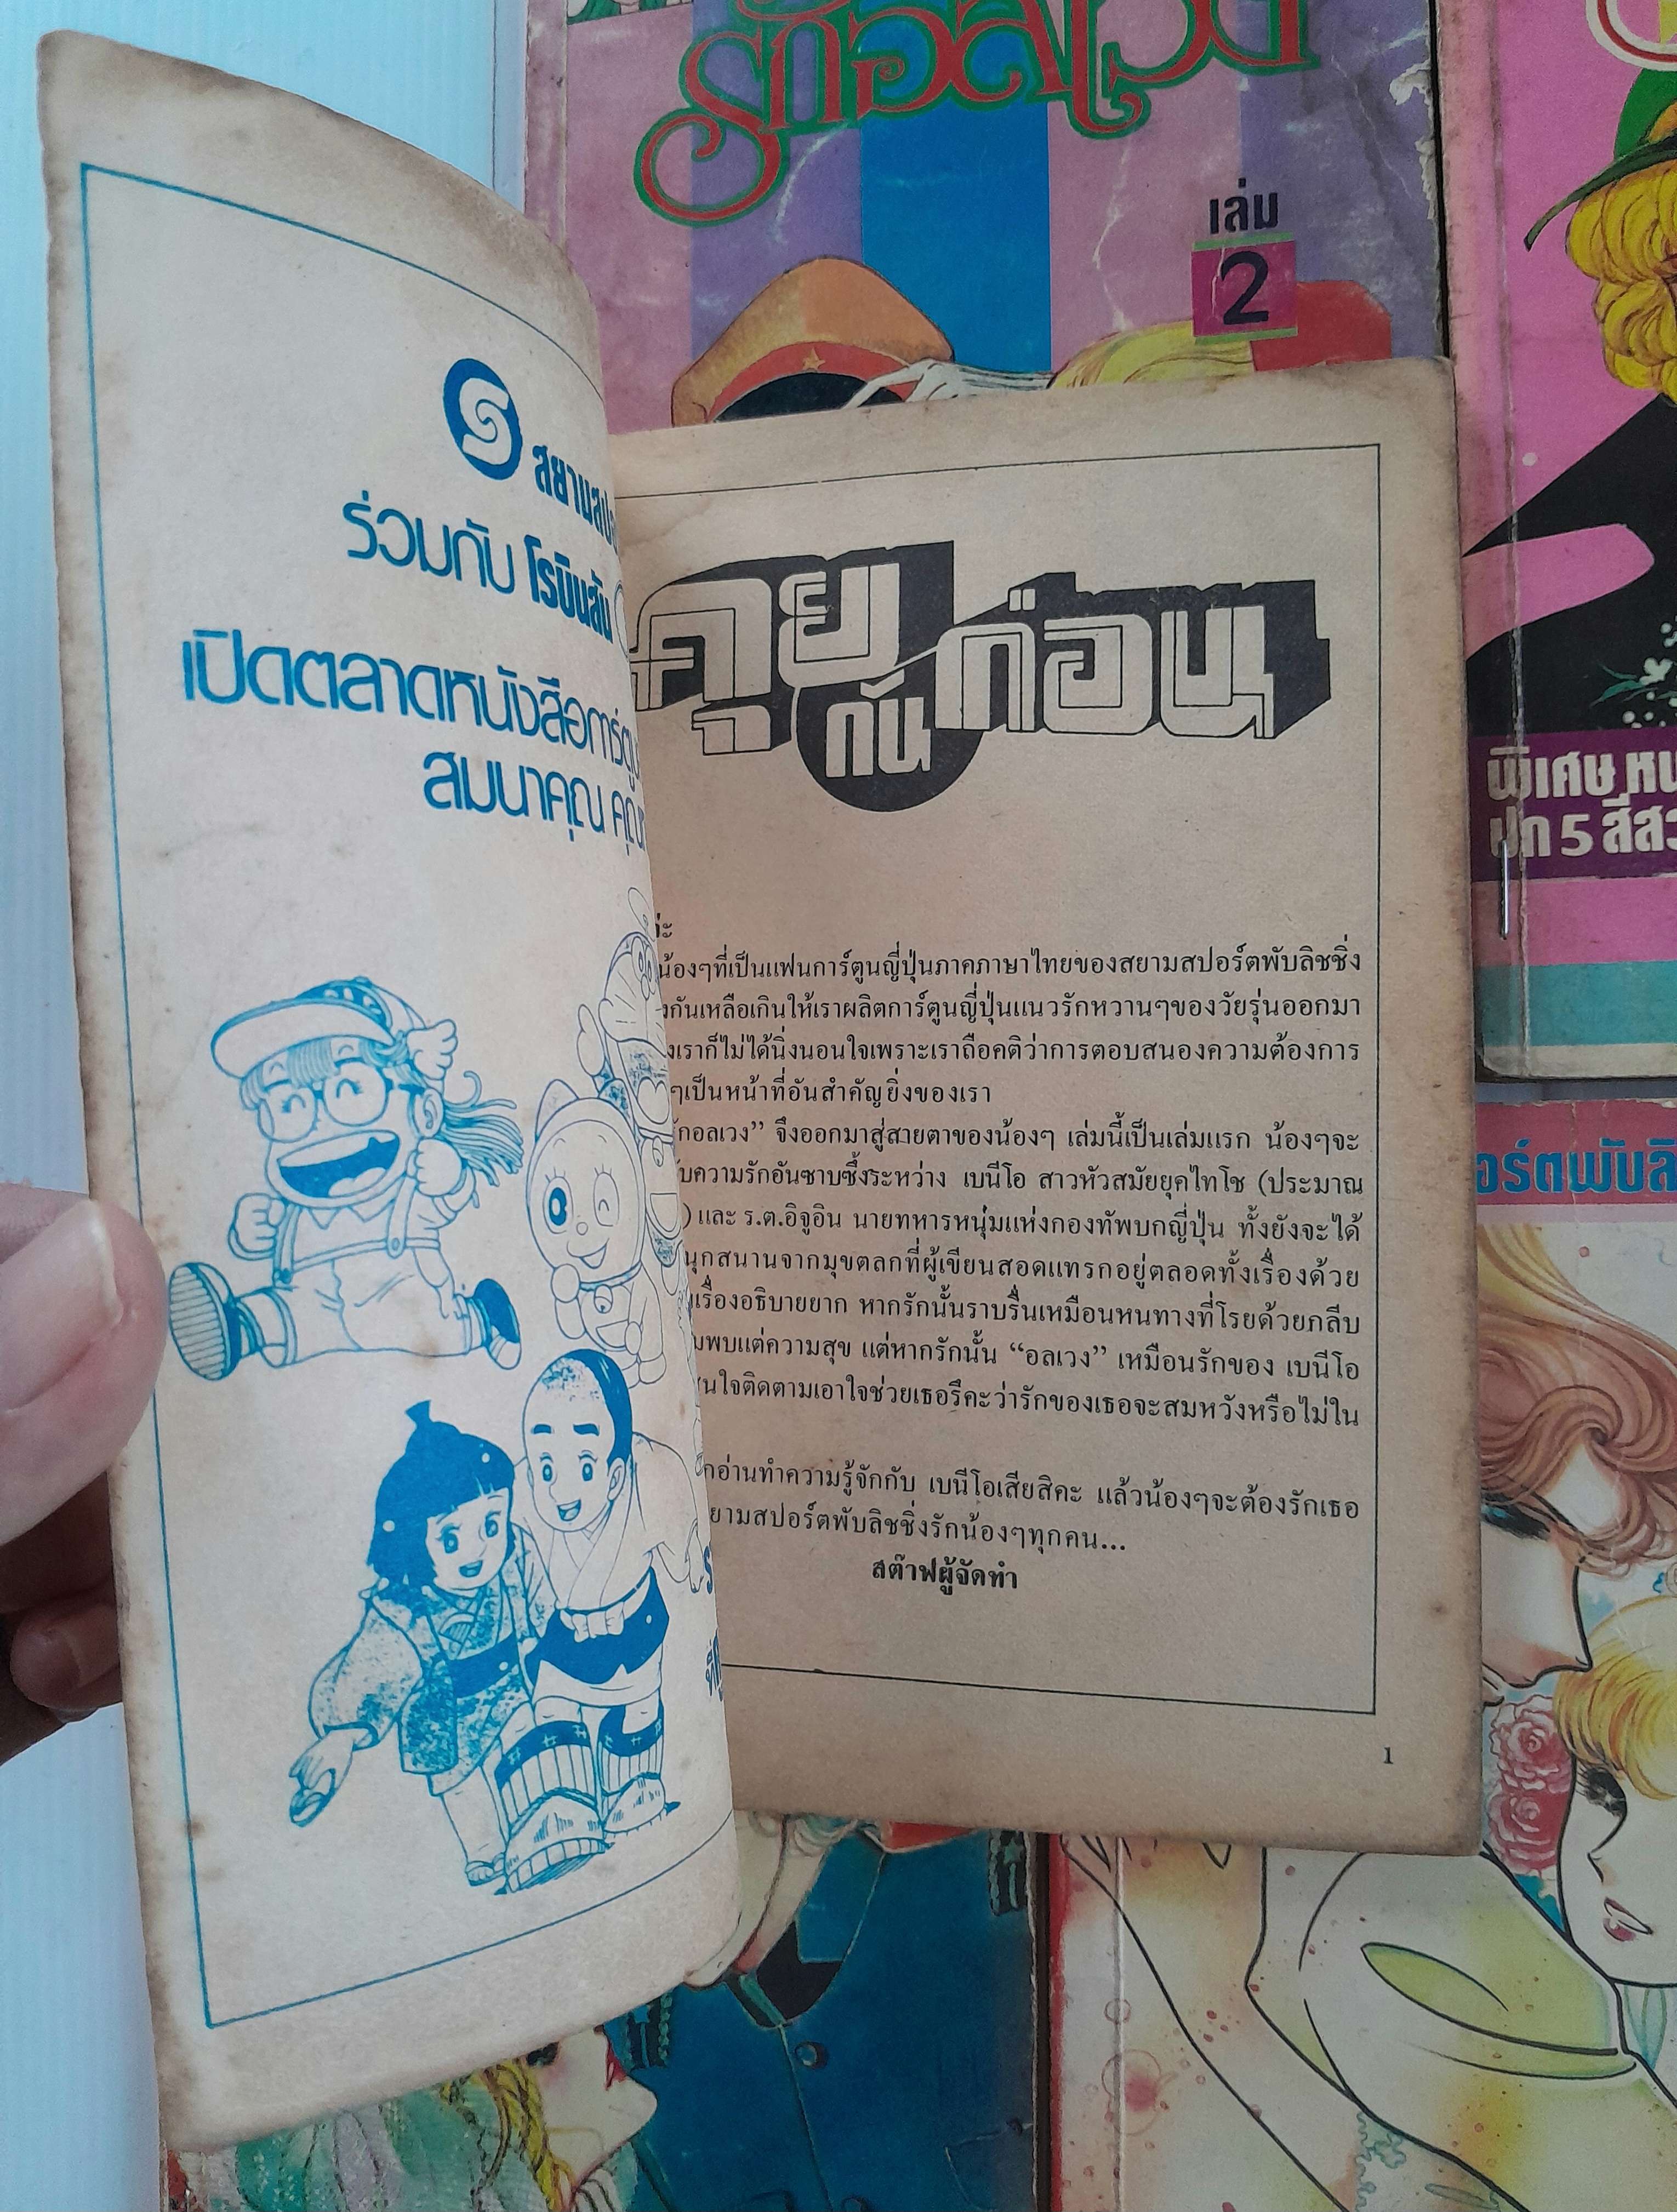 รักอลเวง
เล่ม
2
พิเศษ
ปก 5
สยามสปอ
ร่วมกับ โรบินสัน
เปิดตลาดหนังสือการ์ตูน
สมนาคุณ
คุยกันก่อน
น้องๆที่เป็นแฟนการ์ตูนญี่ปุ่นภาคภาษาไทยของสยามสปอร์ตพับลิชชิ่ง
กันเหลือเกินให้เราผลิตการ์ตูนญี่ปุ่นแนวรักหวานๆของวัยรุ่นออกมา
เราก็ไม่ได้นิ่งนอนใจเพราะเราถือคติว่าการตอบสนองความต้องการ
ๆเป็นหน้าที่อันสำคัญยิ่งของเรา
กอลเวง” จึงออกมาสู่สายตาของน้องๆ เล่มนี้เป็นเล่มแรก น้องๆจะ
บความรักอันซาบซึ้งระหว่าง เบนีโอ สาวหัวสมัยยุคไทโช (ประมาณ
) และ ร.ต.อิจูอิน นายทหารหนุ่มแห่งกองทัพบกญี่ปุ่น ทั้งยังจะได้
นุกสนานจากมุขตลกที่ผู้เขียนสอดแทรกอยู่ตลอดทั้งเรื่องด้วย
เรื่องอธิบายยาก หากรักนั้นราบรื่นเหมือนหนทางที่โรยด้วยกลีบ
พบแต่ความสุข แต่หากรักนั้น “อลเวง” เหมือนรักของ เบนีโอ
นใจติดตามเอาใจช่วยเธอรึคะว่ารักของเธอจะสมหวังหรือไม่ใน
กอ่านทำความรู้จักกับ เบนีโอเสียสิคะ แล้วน้องๆจะต้องรักเธอ
ยามสปอร์ตพับลิชชิ่งรักน้องๆทุกคน...
สต๊าฟผู้จัดทำ
1
อร์ตพับลิ